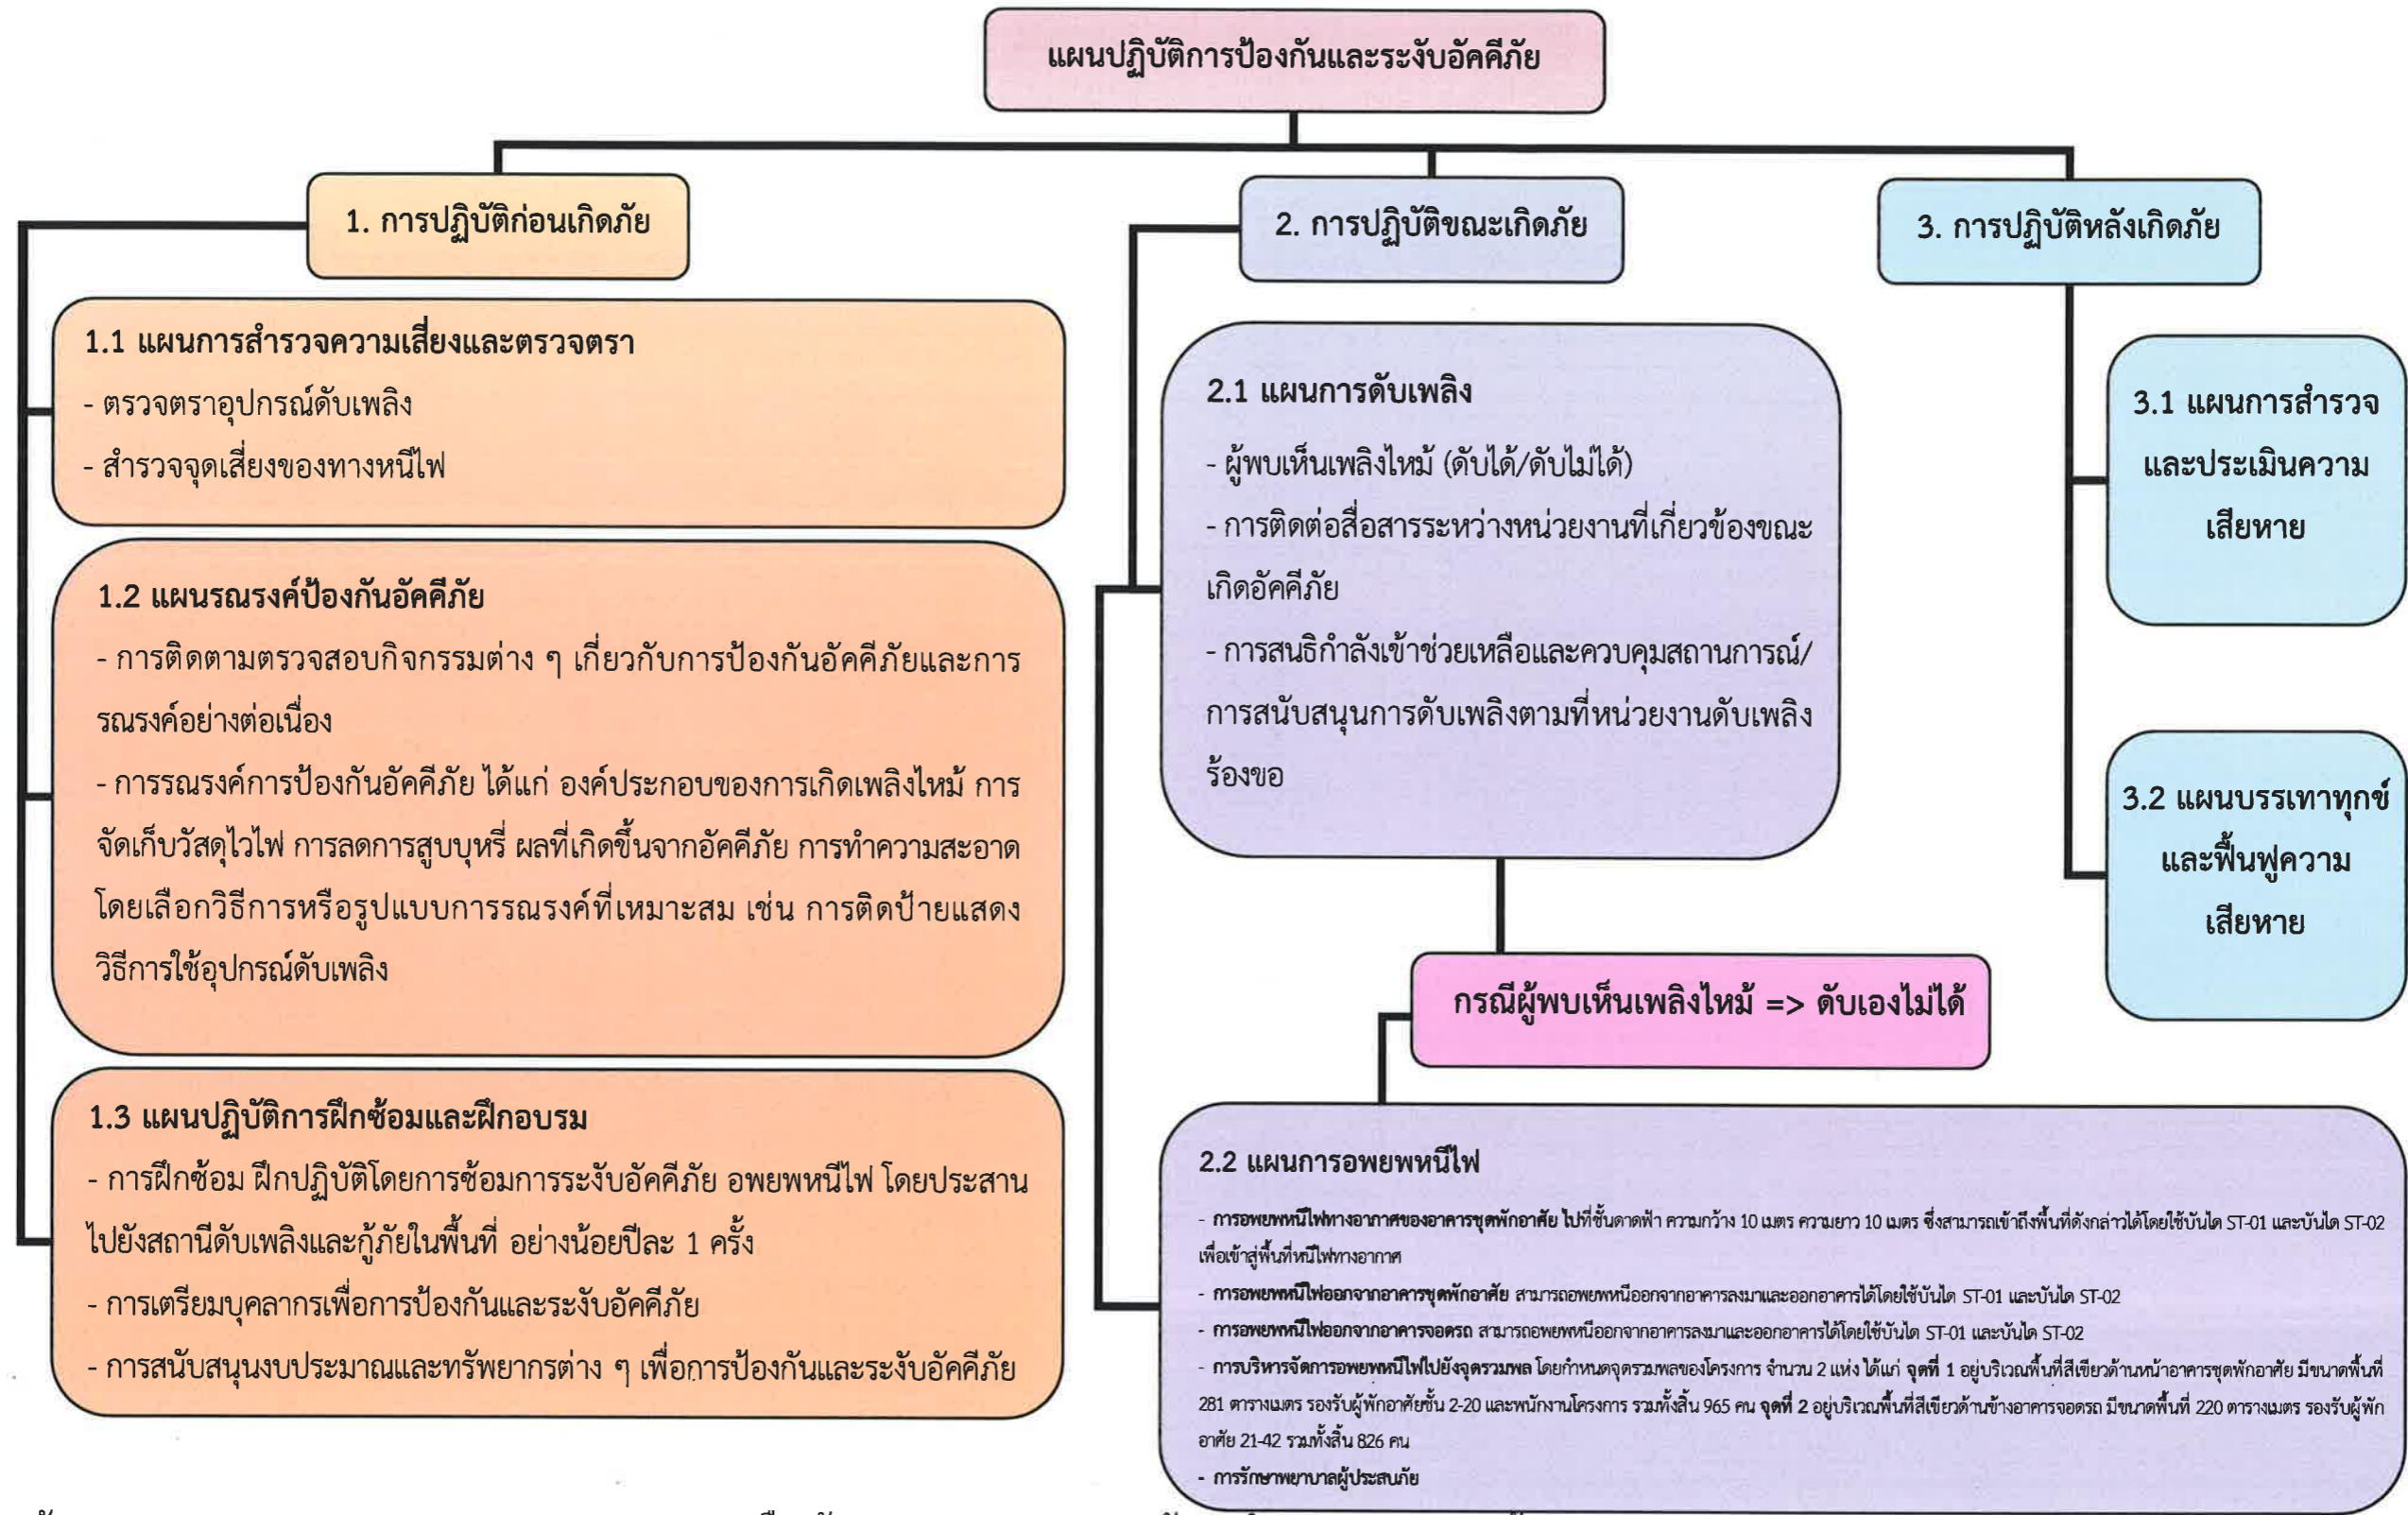 แผนปฏิบัติการป้องกันและระงับอัคคีภัย
1. การปฏิบัติก่อนเกิดภัย
1.1 แผนการสำรวจความเสี่ยงและตรวจตรา
- ตรวจตราอุปกรณ์ดับเพลิง
- สำรวจจุดเสี่ยงของทางหนีไฟ
1.2 แผนรณรงค์ป้องกันอัคคีภัย
- การติดตามตรวจสอบกิจกรรมต่าง ๆ เกี่ยวกับการป้องกันอัคคีภัยและการ
รณรงค์อย่างต่อเนื่อง
- การรณรงค์การป้องกันอัคคีภัย ได้แก่ องค์ประกอบของการเกิดเพลิงไหม้ การ
จัดเก็บวัสดุไวไฟ การลดการสูบบุหรี่ ผลที่เกิดขึ้นจากอัคคีภัย การทำความสะอาด
โดยเลือกวิธีการหรือรูปแบบการรณรงค์ที่เหมาะสม เช่น การติดป้ายแสดง
วิธีการใช้อุปกรณ์ดับเพลิง
1.3 แผนปฏิบัติการฝึกซ้อมและฝึกอบรม
- การฝึกซ้อม ฝึกปฏิบัติโดยการซ้อมการระงับอัคคีภัย อพยพหนีไฟ โดยประสาน
ไปยังสถานีดับเพลิงและกู้ภัยในพื้นที่ อย่างน้อยปีละ 1 ครั้ง
- การเตรียมบุคลากรเพื่อการป้องกันและระงับอัคคีภัย
- การสนับสนุนงบประมาณและทรัพยากรต่าง ๆ เพื่อการป้องกันและระงับอัคคีภัย
2. การปฏิบัติขณะเกิดภัย
2.1 แผนการดับเพลิง
- ผู้พบเห็นเพลิงไหม้ (ดับได้/ดับไม่ได้)
- การติดต่อสื่อสารระหว่างหน่วยงานที่เกี่ยวข้องขณะ
เกิดอัคคีภัย
- การสนธิกำลังเข้าช่วยเหลือและควบคุมสถานการณ์/
การสนับสนุนการดับเพลิงตามที่หน่วยงานดับเพลิง
ร้องขอ
กรณีผู้พบเห็นเพลิงไหม้ => ดับเองไม่ได้
2.2 แผนการอพยพหนีไฟ
- การอพยพหนีไฟทางอากาศของอาคารชุดพักอาศัย ไปที่ชั้นดาดฟ้า ความกว้าง 10 เมตร ความยาว 10 เมตร ซึ่งสามารถเข้าถึงพื้นที่ดังกล่าวได้โดยใช้บันได ST-01 และบันได ST-02
เพื่อเข้าสู่พื้นที่หนีไฟทางอากาศ
- การอพยพหนีไฟออกจากอาคารชุดพักอาศัย สามารถอพยพหนีออกจากอาคารลงมาและออกอาคารได้โดยใช้บันได ST-01 และบันได ST-02
- การอพยพหนีไฟออกจากอาคารจอดรถ สามารถอพยพหนีออกจากอาคารลงมาและออกอาคารได้โดยใช้บันได ST-01 และบันได ST-02
- การบริหารจัดการอพยพหนีไฟไปยังจุดรวมพล โดยกำหนดจุดรวมพลของโครงการ จำนวน 2 แห่ง ได้แก่ จุดที่ 1 อยู่บริเวณพื้นที่สีเขียวด้านหน้าอาคารชุดพักอาศัย มีขนาดพื้นที่
281 ตารางเมตร รองรับผู้พักอาศัยชั้น 2-20 และพนักงานโครงการ รวมทั้งสิ้น 965 คน จุดที่ 2 อยู่บริเวณพื้นที่สีเขียวด้านข้างอาคารจอดรถ มีขนาดพื้นที่ 220 ตารางเมตร รองรับผู้พัก
อาศัย 21-42 รวมทั้งสิ้น 826 คน
- การรักษาพยาบาลผู้ประสบภัย
3. การปฏิบัติหลังเกิดภัย
3.1 แผนการสำรวจ
และประเมินความ
เสียหาย
3.2 แผนบรรเทาทุกข์
และฟื้นฟูความ
เสียหาย